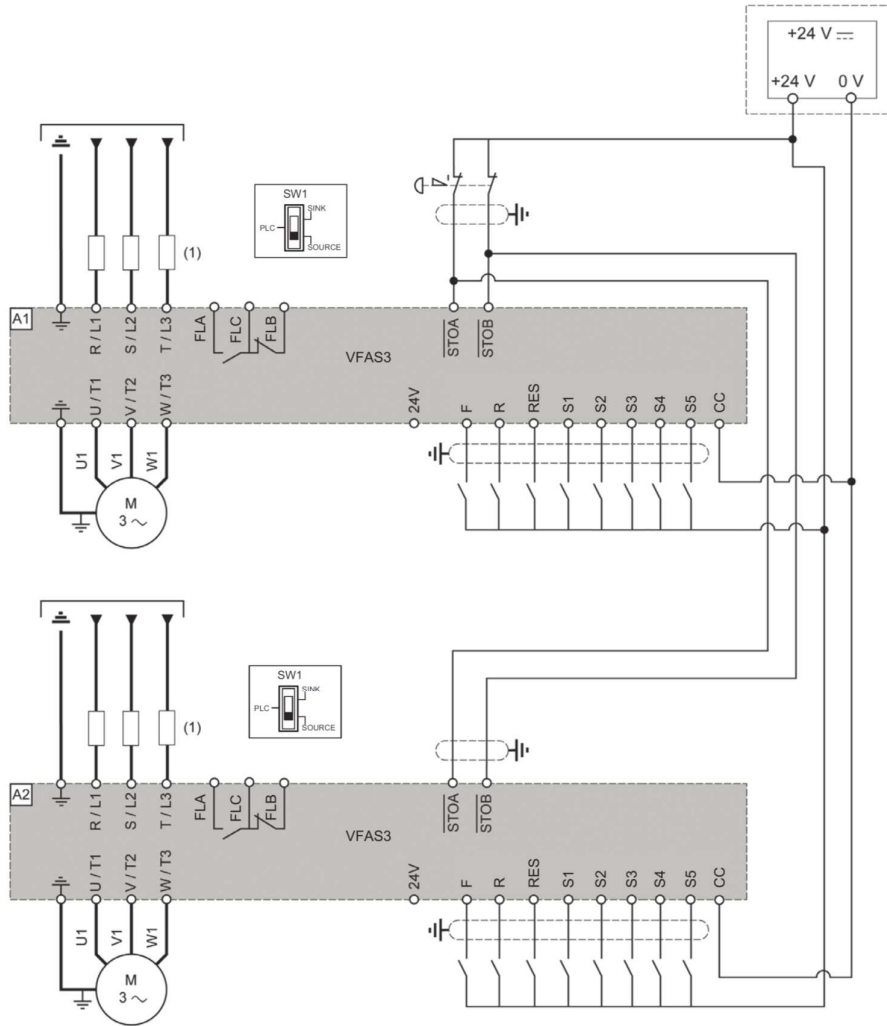 +24 V ⎓
+24 V 0 V
SW1
SINK
PLC
SOURCE
(1)
A1
R / L1
S / L2
T / L3
FLA
FLC
FLB
STOA
STOB
VFAS3
U / T1
V / T2
W / T3
24V
F
R
RES
S1
S2
S3
S4
S5
CC
U1
V1
W1
M
3 ~
SW1
SINK
PLC
SOURCE
(1)
A2
R / L1
S / L2
T / L3
FLA
FLC
FLB
STOA
STOB
VFAS3
U / T1
V / T2
W / T3
24V
F
R
RES
S1
S2
S3
S4
S5
CC
U1
V1
W1
M
3 ~